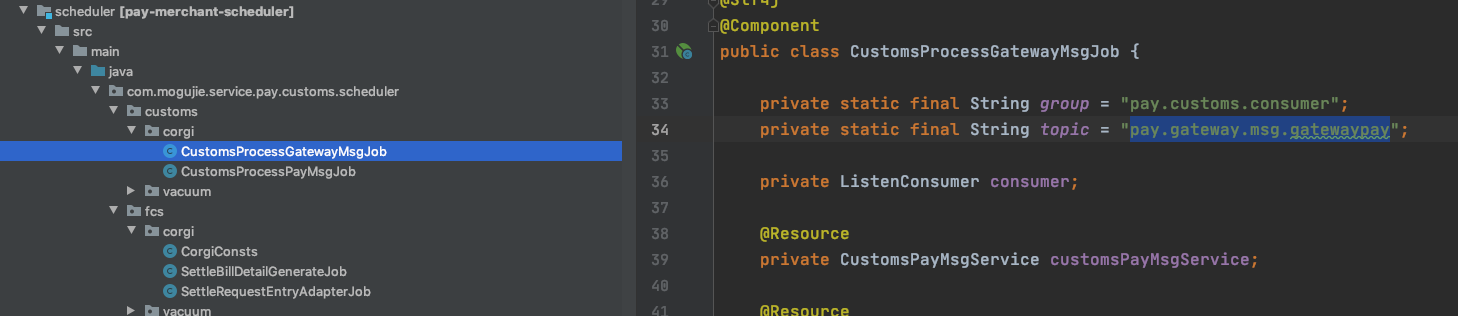 scheduler [pay-merchant-scheduler]
src
main
java
com.mogujie.service.pay.customs.scheduler
customs
corgi
CustomsProcessGatewayMsgJob
CustomsProcessPayMsgJob
vacuum
fcs
corgi
CorgiConsts
SettleBillDetailGenerateJob
SettleRequestEntryAdapterJob
vacuum
29 @Slf4j
30 @Component
31 public class CustomsProcessGatewayMsgJob {
32
33 private static final String group = "pay.customs.consumer";
34 private static final String topic = "pay.gateway.msg.gatewaypay";
35
36 private ListenConsumer consumer;
37
38 @Resource
39 private CustomsPayMsgService customsPayMsgService;
40
41 @Resource